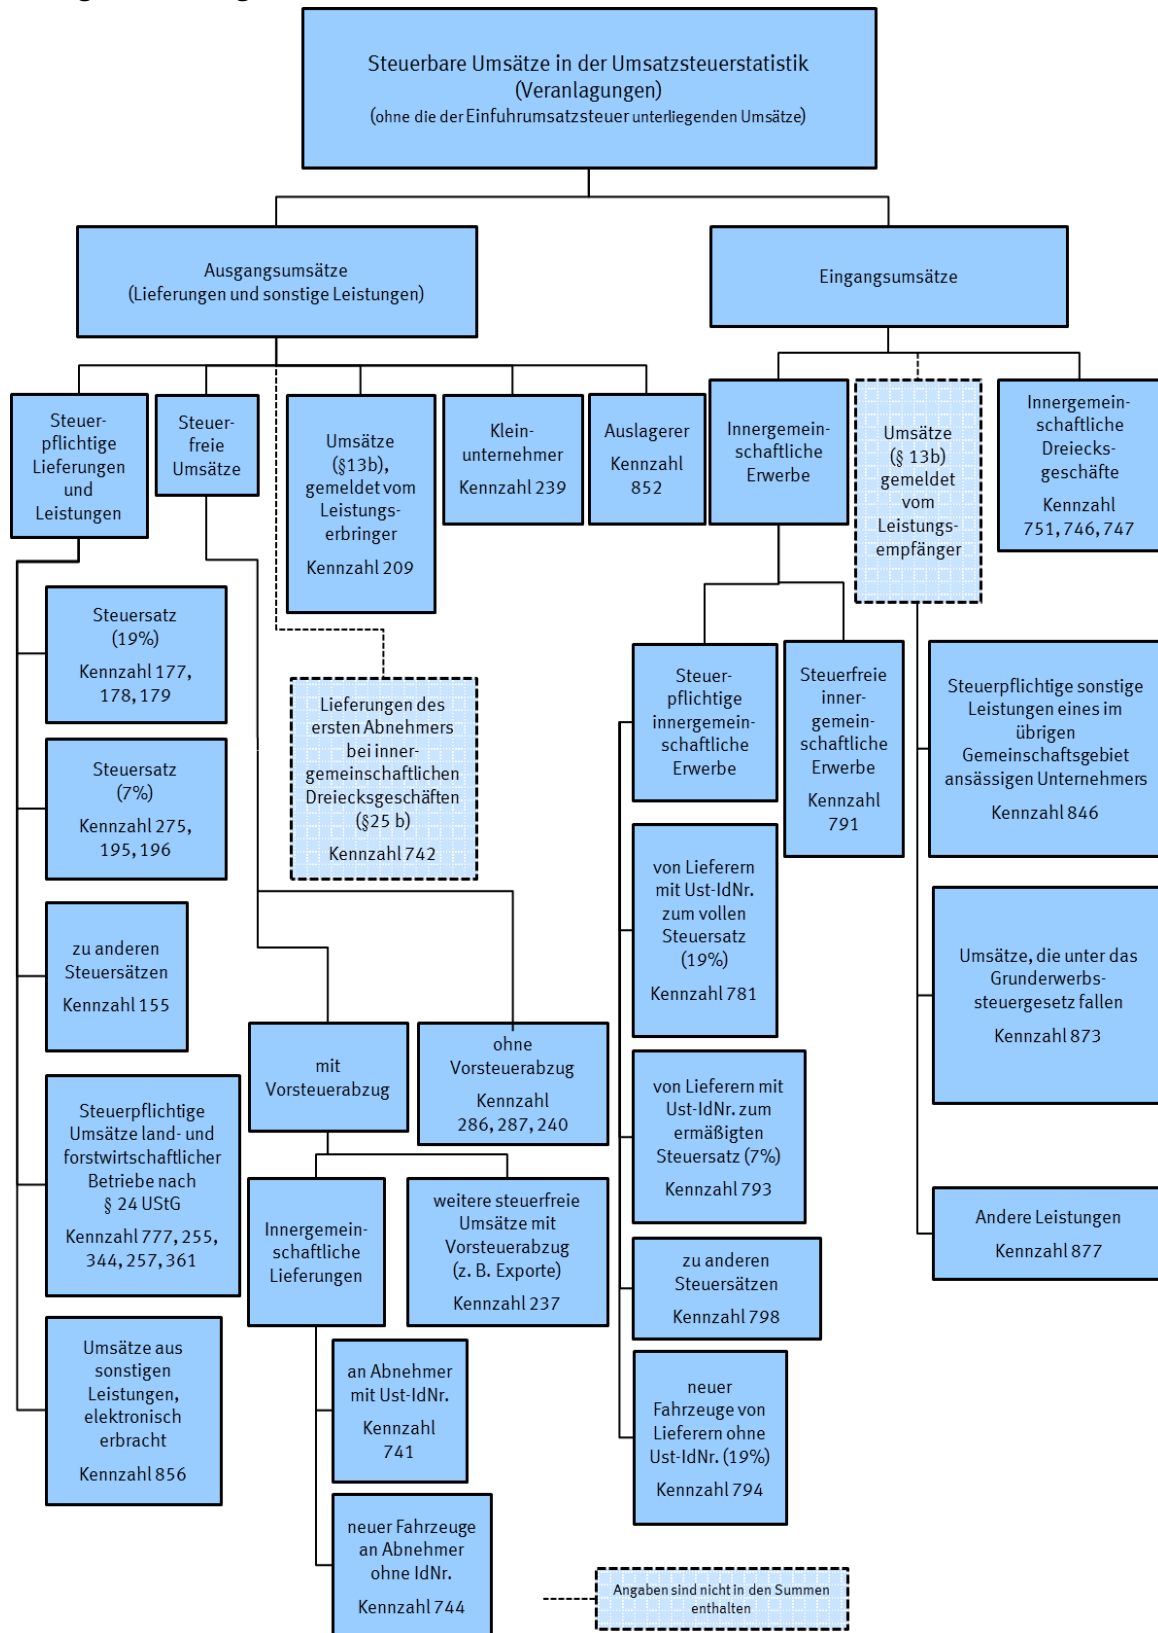 Steuerbare Umsätze in der Umsatzsteuerstatistik
(Veranlagungen)
(ohne die der Einfuhrumsatzsteuer unterliegenden Umsätze)
Ausgangsumsätze
(Lieferungen und sonstige Leistungen)
Eingangsumsätze
Steuer-
pflichtige
Lieferungen
und
Leistungen
Steuer-
freie
Umsätze
Umsätze
(§13b),
gemeldet vom
Leistungs-
erbringer
Kennzahl 209
Klein-
unternehmer
Kennzahl 239
Auslagerer
Kennzahl
852
Innergemein-
schaftliche
Erwerbe
Umsätze
(§ 13b)
gemeldet
vom
Leistungs-
empfänger
Innergemein-
schaftliche
Dreiecks-
geschäfte
Kennzahl
751, 746, 747
Steuersatz
(19%)
Kennzahl 177,
178, 179
Steuersatz
(7%)
Kennzahl 275,
195, 196
zu anderen
Steuersätzen
Kennzahl 155
Steuerpflichtige
Umsätze land- und
forstwirtschaftlicher
Betriebe nach
§ 24 UStG
Kennzahl 777, 255,
344, 257, 361
Umsätze aus
sonstigen
Leistungen,
elektronisch
erbracht
Kennzahl 856
Lieferungen des
ersten Abnehmers
bei inner-
gemeinschaftlichen
Dreiecksgeschäften
(§25 b)
Kennzahl 742
mit
Vorsteuerabzug
ohne
Vorsteuerabzug
Kennzahl
286, 287, 240
Innergemein-
schaftliche
Lieferungen
weitere steuerfreie
Umsätze mit
Vorsteuerabzug
(z. B. Exporte)
Kennzahl 237
an Abnehmer
mit Ust-IdNr.
Kennzahl
741
neuer Fahrzeuge
an Abnehmer
ohne IdNr.
Kennzahl 744
Steuer-
pflichtige
innergemein-
schaftliche
Erwerbe
Steuerfreie
inner-
gemein-
schaftliche
Erwerbe
Kennzahl
791
von Lieferern
mit Ust-IdNr.
zum vollen
Steuersatz
(19%)
Kennzahl 781
von Lieferern mit
Ust-IdNr. zum
ermäßigten
Steuersatz (7%)
Kennzahl 793
zu anderen
Steuersätzen
Kennzahl 798
neuer
Fahrzeuge von
Lieferern ohne
Ust-IdNr. (19%)
Kennzahl 794
Steuerpflichtige sonstige
Leistungen eines im
übrigen
Gemeinschaftsgebiet
ansässigen Unternehmers
Kennzahl 846
Umsätze, die unter das
Grunderwerbs-
steuergesetz fallen
Kennzahl 873
Andere Leistungen
Kennzahl 877
Angaben sind nicht in den Summen
enthalten